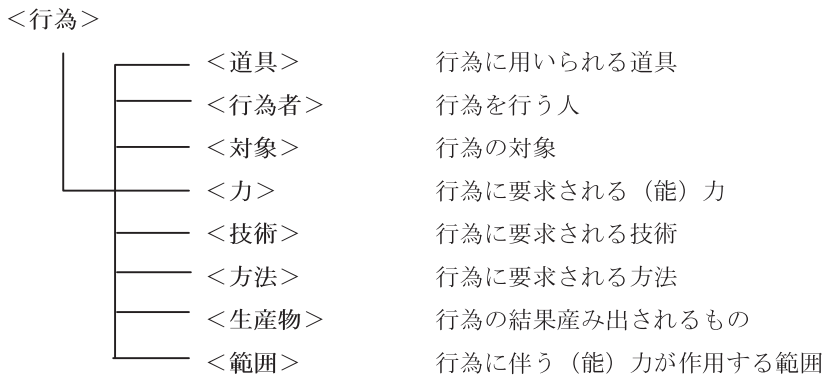 ＜行為＞
＜道具＞ 行為に用いられる道具
＜行為者＞ 行為を行う人
＜対象＞ 行為の対象
＜力＞ 行為に要求される（能）力
＜技術＞ 行為に要求される技術
＜方法＞ 行為に要求される方法
＜生産物＞ 行為の結果産み出されるもの
＜範囲＞ 行為に伴う（能）力が作用する範囲